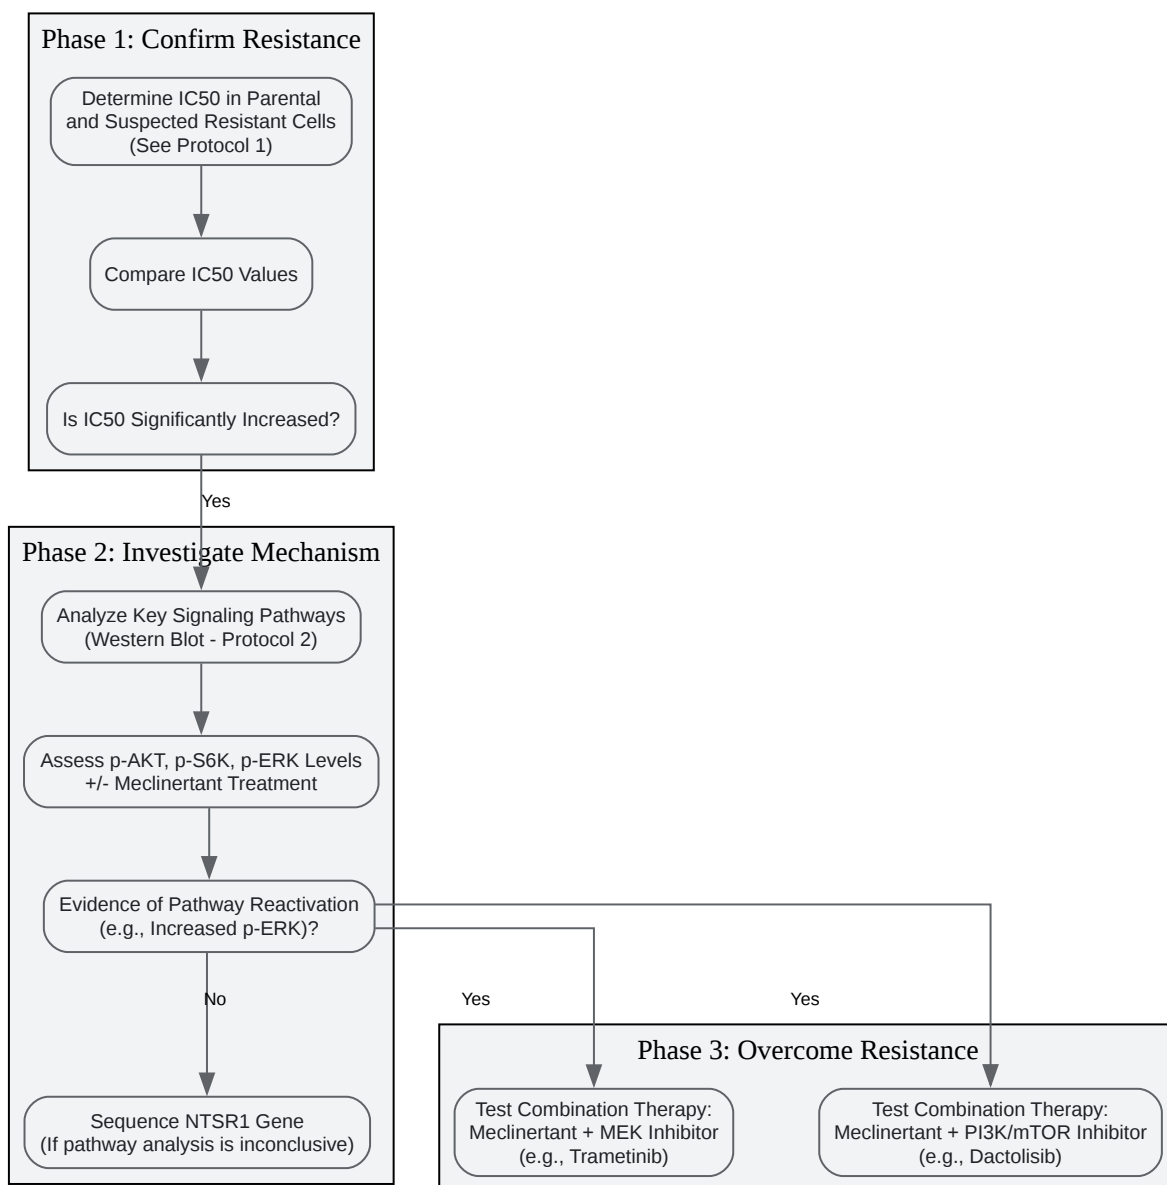 Phase 1: Confirm Resistance
Determine IC50 in Parental
and Suspected Resistant Cells
(See Protocol 1)
Compare IC50 Values
Is IC50 Significantly Increased?
Yes
Phase 2: Investigate Mechanism
Analyze Key Signaling Pathways
(Western Blot - Protocol 2)
Assess p-AKT, p-S6K, p-ERK Levels
+/- Meclinertant Treatment
Evidence of Pathway Reactivation
(e.g., Increased p-ERK)?
No
Yes
Yes
Sequence NTSR1 Gene
(If pathway analysis is inconclusive)
Phase 3: Overcome Resistance
Test Combination Therapy:
Meclinertant + MEK Inhibitor
(e.g., Trametinib)
Test Combination Therapy:
Meclinertant + PI3K/mTOR Inhibitor
(e.g., Dactolisib)